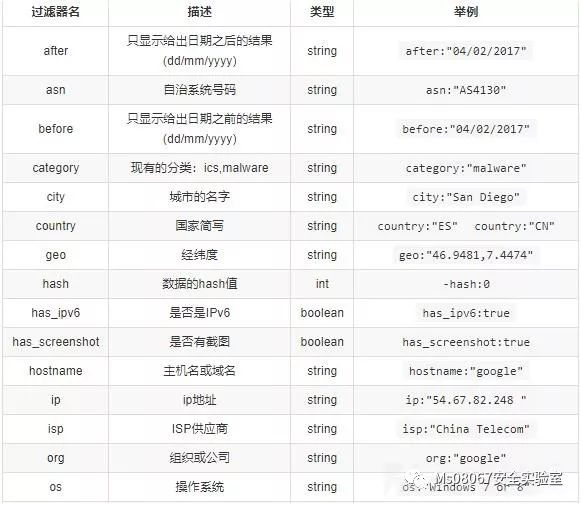 过滤器名 描述 类型 举例
after 只显示给出日期之后的结果 string after:"04/02/2017"
(dd/mm/yyyy)
asn 自治系统号码 string asn:"AS4130"
before 只显示给出日期之前的结果 string before:"04/02/2017"
(dd/mm/yyyy)
category 现有的分类：ics,malware string category:"malware"
city 城市的名字 string city:"San Diego"
country 国家简写 string country:"ES" country:"CN"
geo 经纬度 string geo:"46.9481,7.4474"
hash 数据的hash值 int -hash:0
has_ipv6 是否是IPv6 boolean has_ipv6:true
has_screenshot 是否有截图 boolean has_screenshot:true
hostname 主机名或域名 string hostname:"google"
ip ip地址 string ip:"54.67.82.248 "
isp ISP供应商 string isp:"China Telecom"
org 组织或公司 string org:"google"
os 操作系统 string os:"Windows 7 or 8"
Ms08067安全实验室